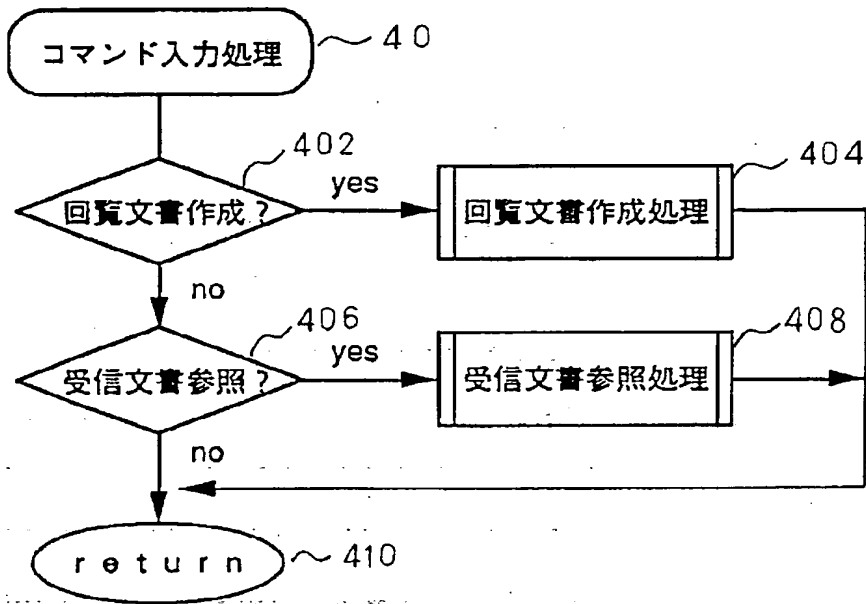 コマンド入力処理
40
402
回覧文書作成？
yes
404
回覧文書作成処理
no
406
受信文書参照？
yes
408
受信文書参照処理
no
return
410